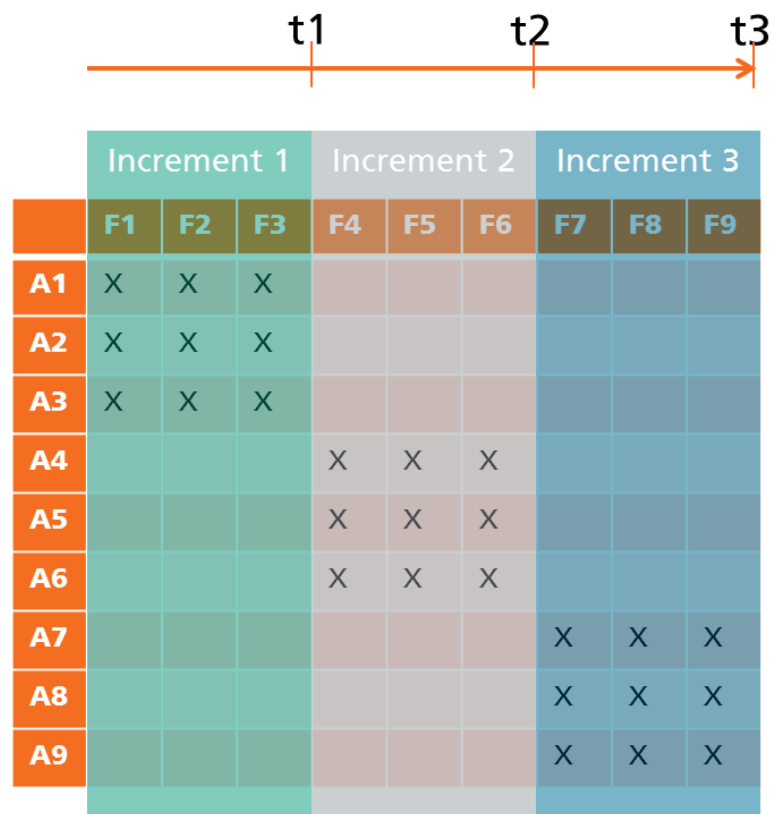 t1 t2 t3
Increment 1 Increment 2 Increment 3
F1 F2 F3 F4 F5 F6 F7 F8 F9
A1 X X X
A2 X X X
A3 X X X
A4 X X X
A5 X X X
A6 X X X
A7 X X X
A8 X X X
A9 X X X